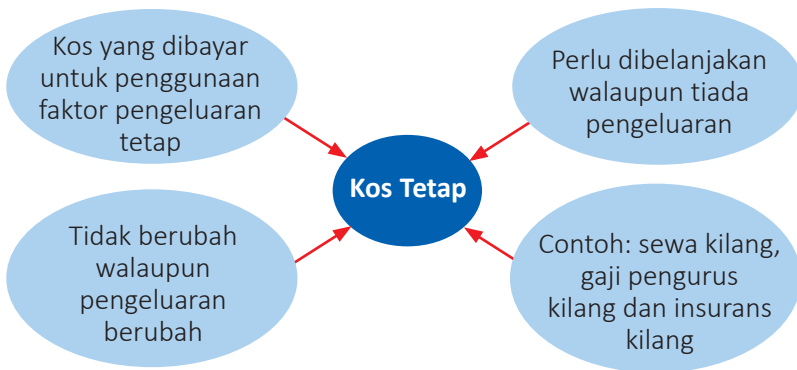 Kos yang dibayar
untuk penggunaan
faktor pengeluaran
tetap
Perlu dibelanjakan
walaupun tiada
pengeluaran
Kos Tetap
Tidak berubah
walaupun
pengeluaran
berubah
Contoh: sewa kilang,
gaji pengurus
kilang dan insurans
kilang